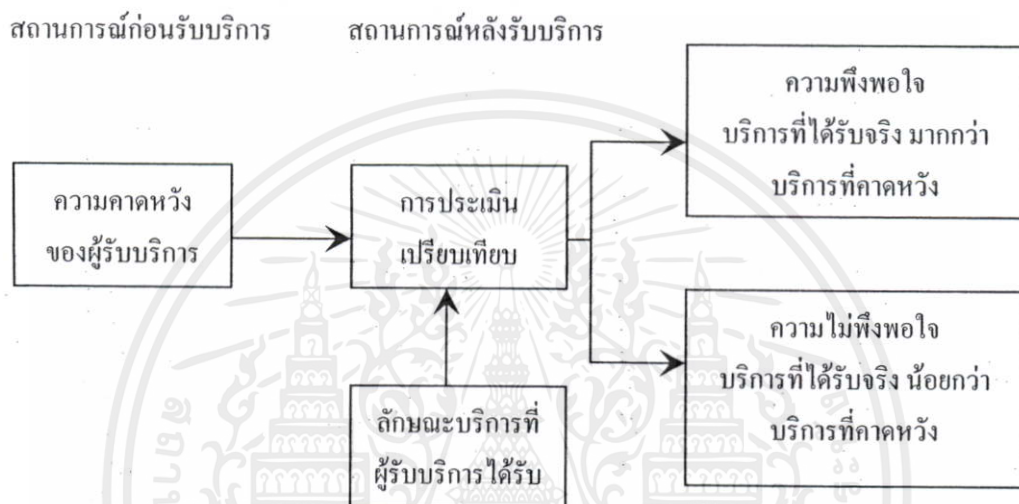 สถานการณ์ก่อนรับบริการ
สถานการณ์หลังรับบริการ
ความคาดหวัง
ของผู้รับบริการ
การประเมิน
เปรียบเทียบ
ลักษณะบริการที่
ผู้รับบริการได้รับ
ความพึงพอใจ
บริการที่ได้รับจริง มากกว่า
บริการที่คาดหวัง
ความไม่พึงพอใจ
บริการที่ได้รับจริง น้อยกว่า
บริการที่คาดหวัง